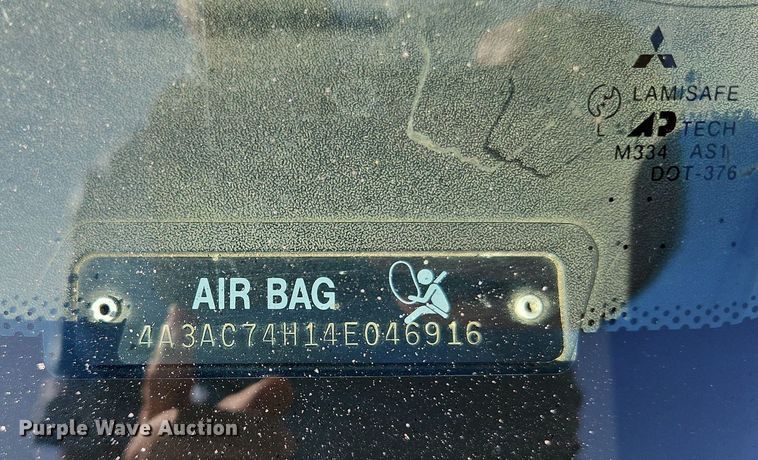 LAMISAFE
L AP TECH
M334 AS1
DOT-376
AIR BAG
4A3AC74H14E046916
Purple Wave Auction